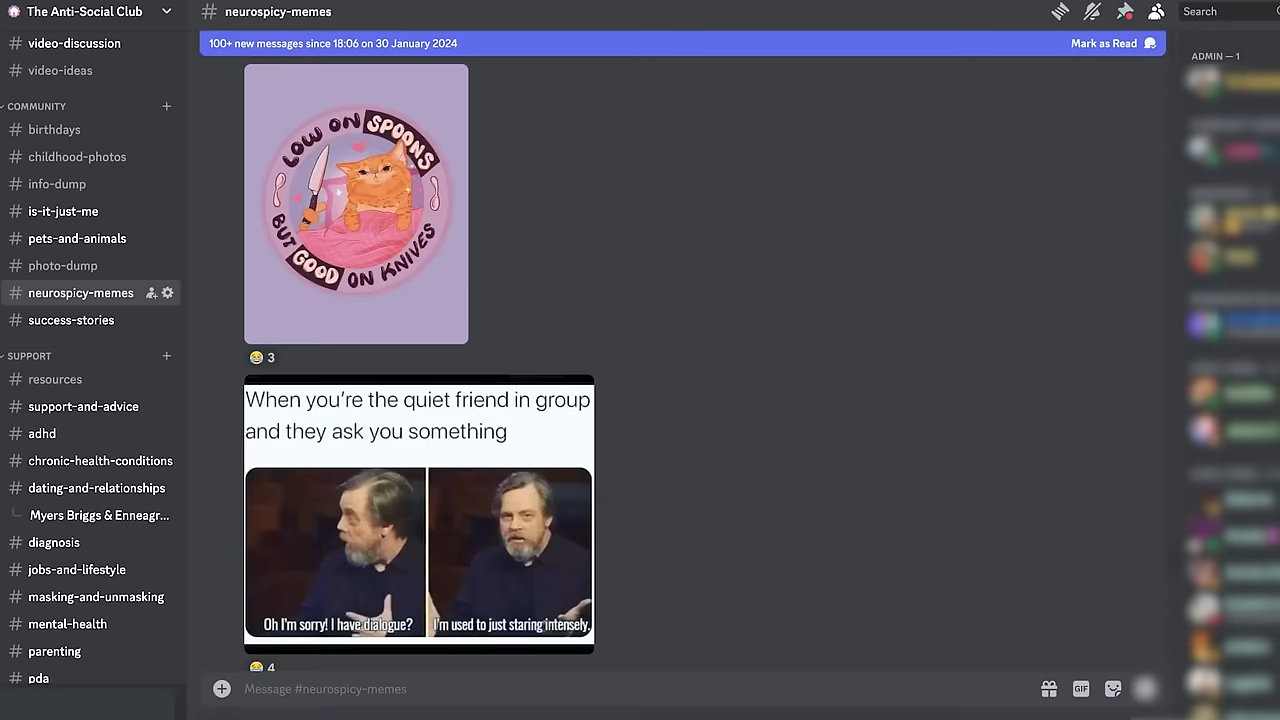 The Anti-Social Club
# neurospicy-memes
Search
100+ new messages since 18:06 on 30 January 2024
Mark as Read
# video-discussion
# video-ideas
COMMUNITY
# birthdays
# childhood-photos
# info-dump
# is-it-just-me
# pets-and-animals
# photo-dump
# neurospicy-memes
# success-stories
SUPPORT
# resources
# support-and-advice
# adhd
# chronic-health-conditions
# dating-and-relationships
Myers Briggs & Enneagr...
# diagnosis
# jobs-and-lifestyle
# masking-and-unmasking
# mental-health
# parenting
# pda
LOW ON SPOONS
BUT GOOD ON KNIVES
3
When you're the quiet friend in group
and they ask you something
Oh I'm sorry! I have dialogue?
I'm used to just staring intensely.
4
Message #neurospicy-memes
GIF
ADMIN — 1